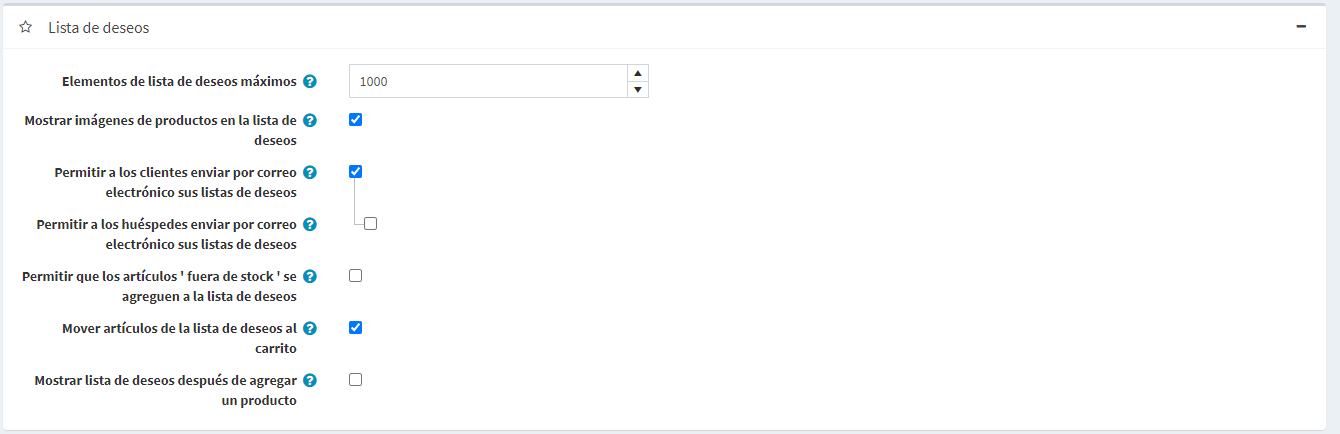 Lista de deseos
Elementos de lista de deseos máximos
1000
Mostrar imágenes de productos en la lista de
deseos
Permitir a los clientes enviar por correo
electrónico sus listas de deseos
Permitir a los huéspedes enviar por correo
electrónico sus listas de deseos
Permitir que los artículos ' fuera de stock ' se
agreguen a la lista de deseos
Mover artículos de la lista de deseos al
carrito
Mostrar lista de deseos después de agregar
un producto